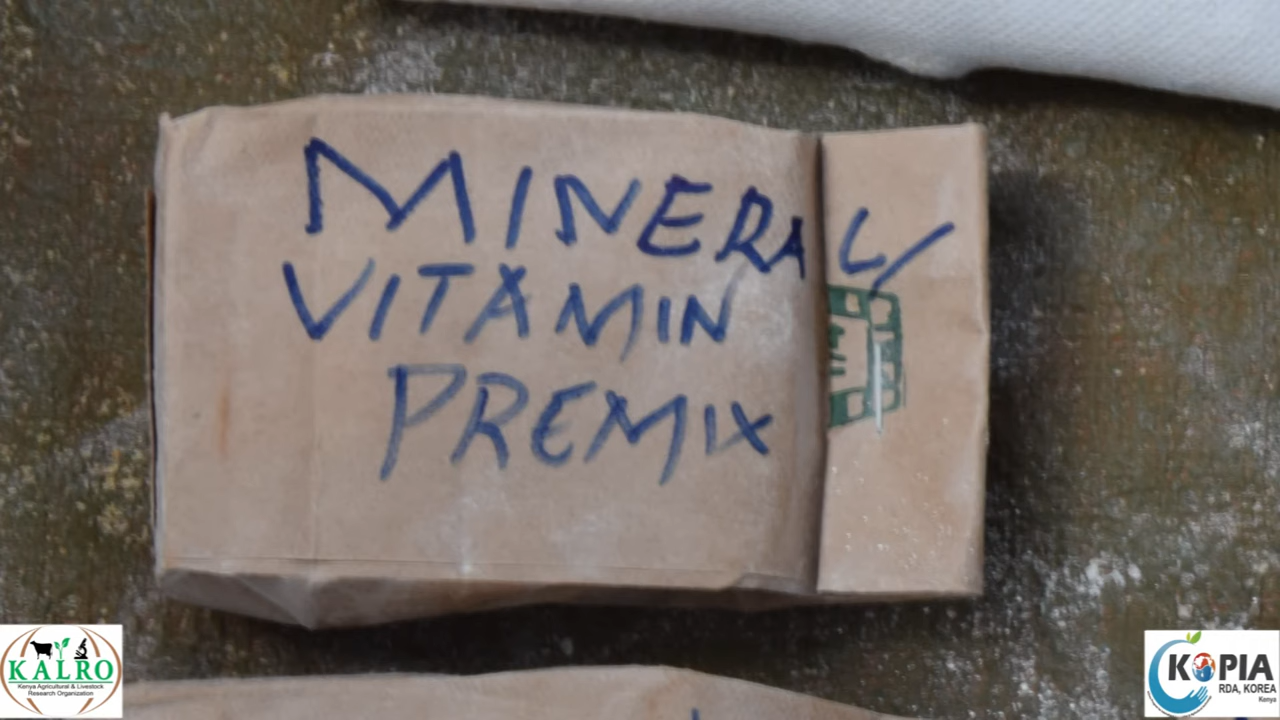 MINERAL/
VITAMIN
PREMIX
KALRO
Kenya Agricultural & Livestock
Research Organization
KOPIA
RDA, KOREA
Kenya